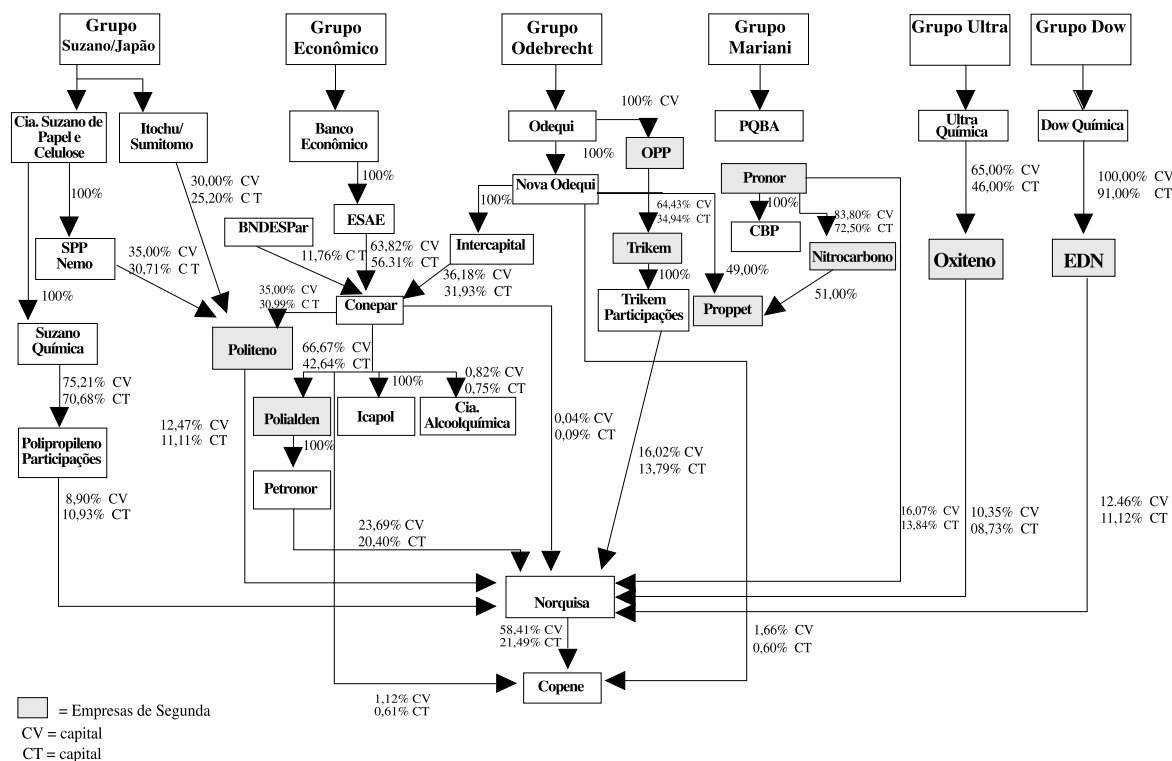 Grupo
Suzano/Japão
Grupo
Econômico
Grupo
Odebrecht
Grupo
Mariani
Grupo Ultra
Grupo Dow
Cia. Suzano de
Papel e
Celulose
Itochu/
Sumitomo
Banco
Econômico
Odequi
100% CV
OPP
PQBA
Ultra
Química
Dow Química
100%
30,00% CV
25,20% C T
100%
100%
Nova Odequi
Pronor
100%
65,00% CV
46,00% CT
100,00% CV
91,00% CT
SPP
Nemo
35,00% CV
30,71% C T
BNDESPar
ESAE
100%
Intercapital
64,43% CV
34,94% CT
Trikem
CBP
83,80% CV
72,50% CT
Nitrocarbono
Oxiteno
EDN
11,76% C T
63,82% CV
56.31% CT
36,18% CV
31,93% CT
100%
49,00%
51,00%
100%
35,00% CV
30,99% C T
Conepar
Trikem
Participações
Proppet
Suzano
Química
Politeno
66,67% CV
42,64% CT
100%
0,82% CV
0,75% CT
75,21% CV
70,68% CT
Polialden
Icapol
Cia.
Alcoolquímica
12,47% CV
11,11% CT
0,04% CV
0,09% CT
Polipropileno
Participações
100%
16,02% CV
13,79% CT
Petronor
8,90% CV
10,93% CT
23,69% CV
20,40% CT
16,07% CV
13,84% CT
10,35% CV
08,73% CT
12.46% CV
11,12% CT
Norquisa
58,41% CV
21,49% CT
1,66% CV
0,60% CT
Copene
1,12% CV
0,61% CT
= Empresas de Segunda
CV = capital
CT = capital